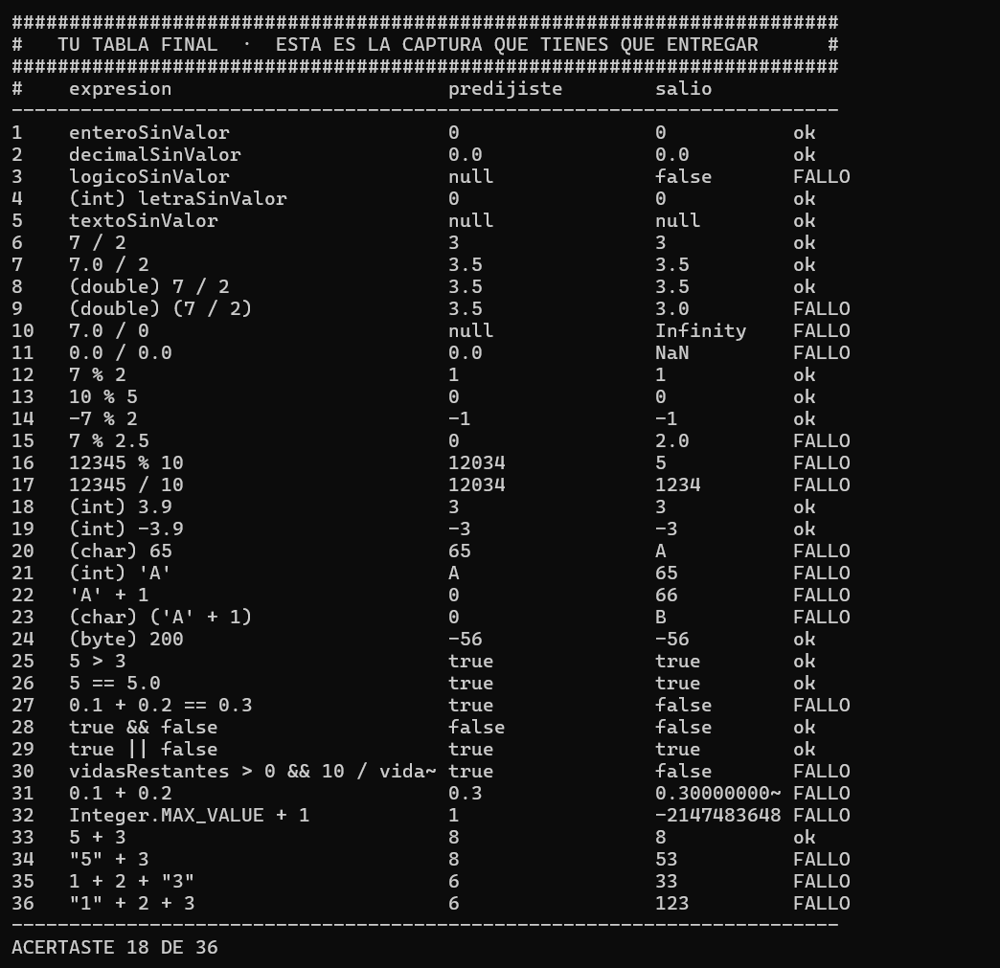 ########################################################################
#   TU TABLA FINAL  ·  ESTA ES LA CAPTURA QUE TIENES QUE ENTREGAR      #
########################################################################
#    expresion                        predijiste        salio
------------------------------------------------------------------------
1    enteroSinValor                   0                 0           ok
2    decimalSinValor                  0.0               0.0         ok
3    logicoSinValor                   null              false       FALLO
4    (int) letraSinValor              0                 0           ok
5    textoSinValor                    null              null        ok
6    7 / 2                            3                 3           ok
7    7.0 / 2                          3.5               3.5         ok
8    (double) 7 / 2                   3.5               3.5         ok
9    (double) (7 / 2)                 3.5               3.0         FALLO
10   7.0 / 0                          null              Infinity    FALLO
11   0.0 / 0.0                        0.0               NaN         FALLO
12   7 % 2                            1                 1           ok
13   10 % 5                           0                 0           ok
14   -7 % 2                           -1                -1          ok
15   7 % 2.5                          0                 2.0         FALLO
16   12345 % 10                       12034             5           FALLO
17   12345 / 10                       12034             1234        FALLO
18   (int) 3.9                        3                 3           ok
19   (int) -3.9                       -3                -3          ok
20   (char) 65                        65                A           FALLO
21   (int) 'A'                        A                 65          FALLO
22   'A' + 1                          0                 66          FALLO
23   (char) ('A' + 1)                 0                 B           FALLO
24   (byte) 200                       -56               -56         ok
25   5 > 3                            true              true        ok
26   5 == 5.0                         true              true        ok
27   0.1 + 0.2 == 0.3                 true              false       FALLO
28   true && false                    false             false       ok
29   true || false                    true              true        ok
30   vidasRestantes > 0 && 10 / vida~ true              false       FALLO
31   0.1 + 0.2                        0.3               0.30000000~ FALLO
32   Integer.MAX_VALUE + 1            1                 -2147483648 FALLO
33   5 + 3                            8                 8           ok
34   "5" + 3                          8                 53          FALLO
35   1 + 2 + "3"                      6                 33          FALLO
36   "1" + 2 + 3                      6                 123         FALLO
------------------------------------------------------------------------
ACERTASTE 18 DE 36